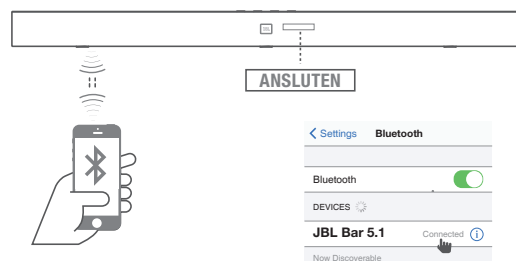 ANSLUTEN
Settings Bluetooth
Bluetooth
DEVICES
JBL Bar 5.1 Connected
Now Discoverable